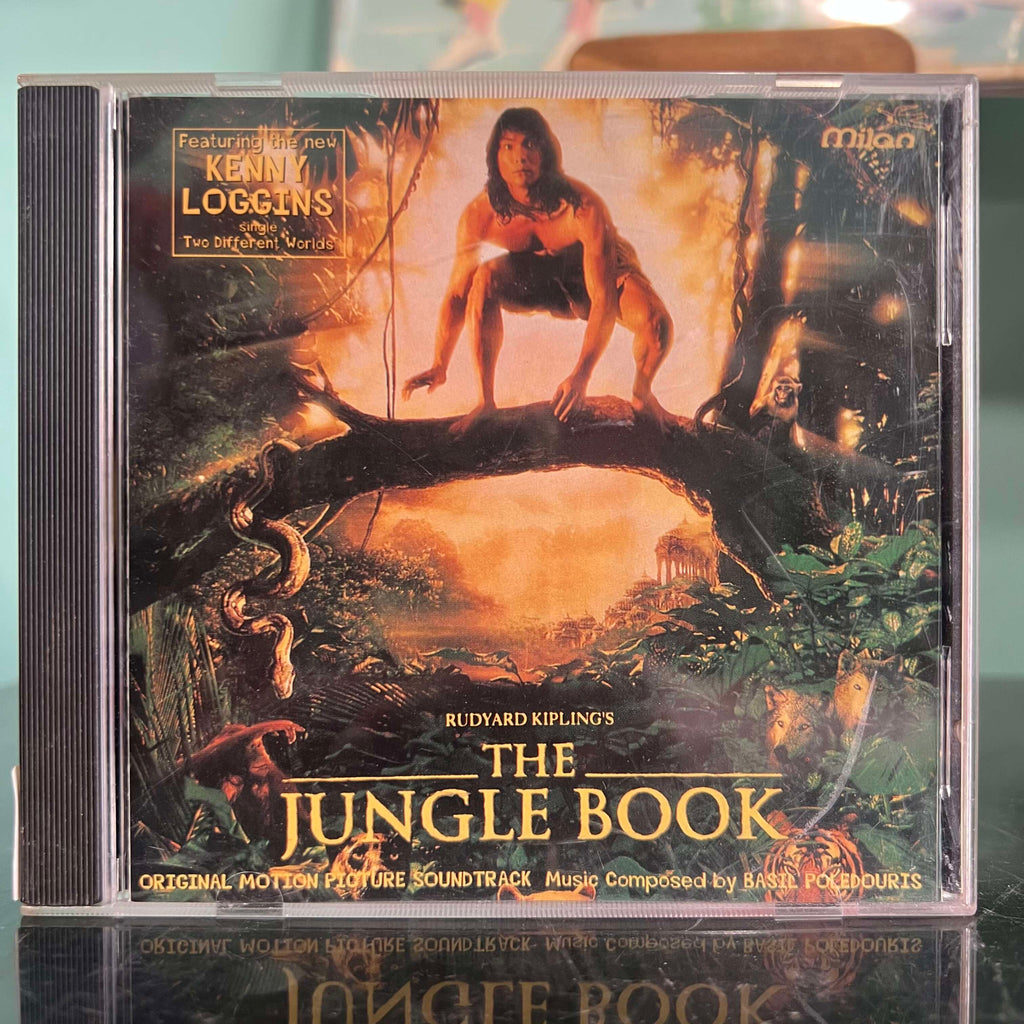 Featuring the new
KENNY
LOGGINS
single
Two Different Worlds
milan
RUDYARD KIPLING'S
THE
JUNGLE BOOK
ORIGINAL MOTION PICTURE SOUNDTRACK Music Composed by BASIL POLEDOURIS